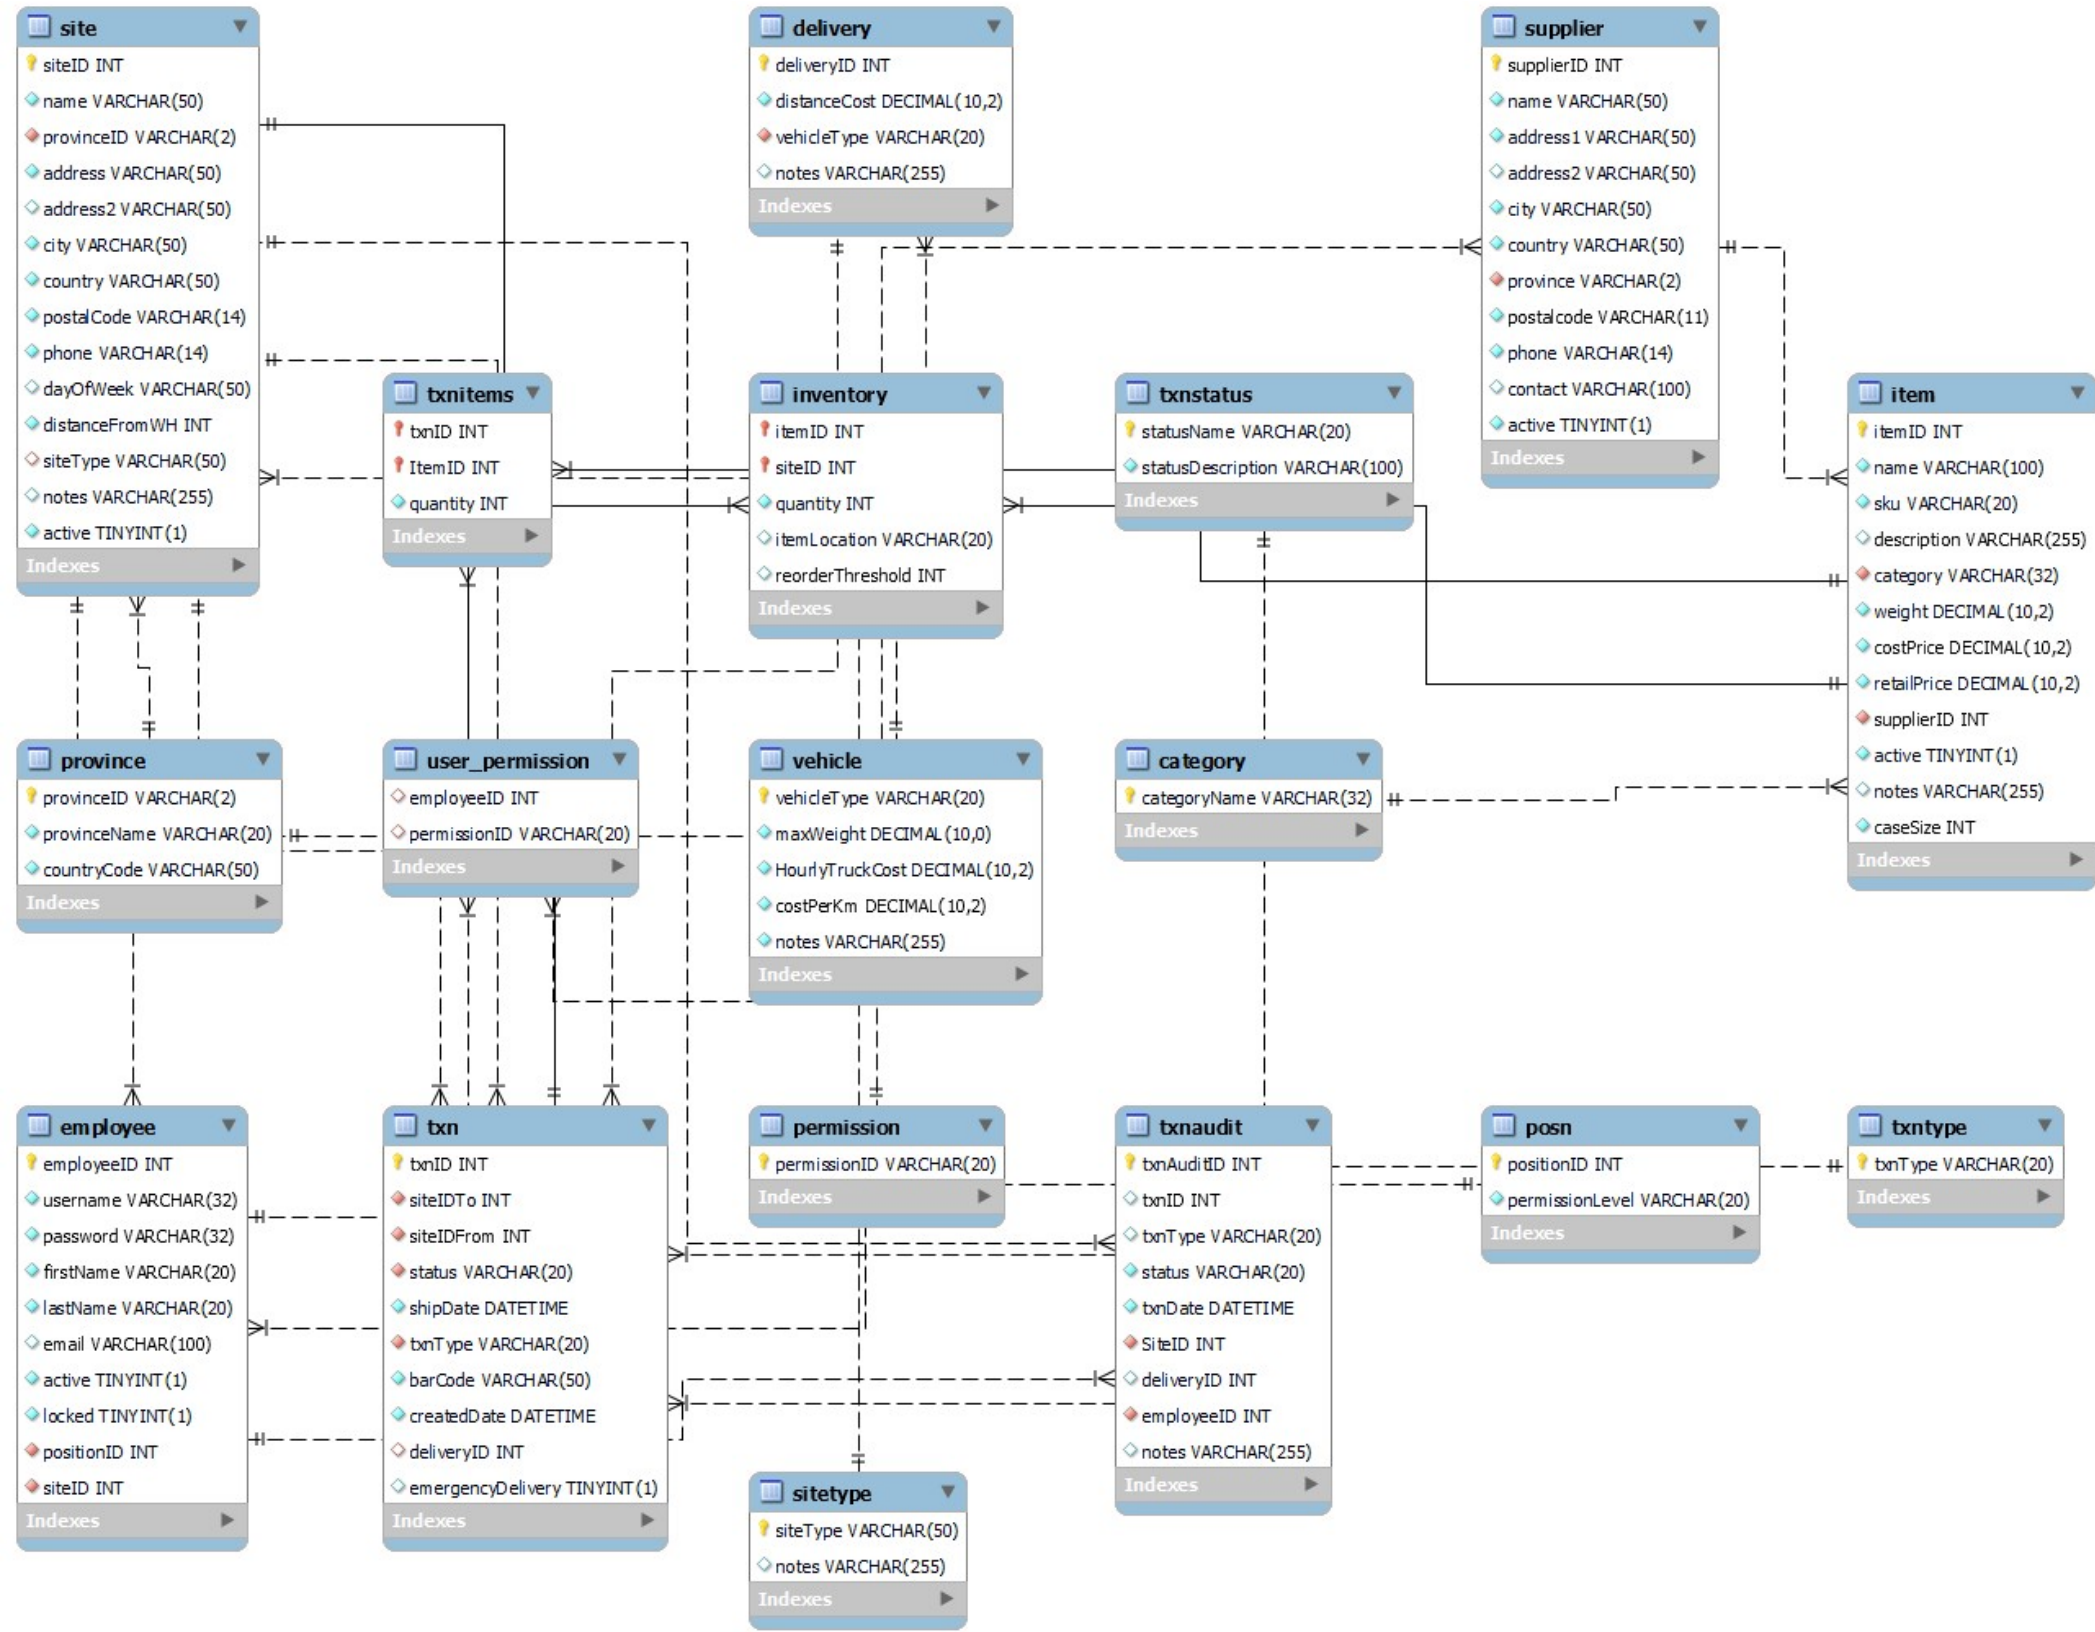 site
siteID INT
name VARCHAR(50)
provinceID VARCHAR(2)
address VARCHAR(50)
address2 VARCHAR(50)
city VARCHAR(50)
country VARCHAR(50)
postalCode VARCHAR(14)
phone VARCHAR(14)
dayOfWeek VARCHAR(50)
distanceFromWH INT
siteType VARCHAR(50)
notes VARCHAR(255)
active TINYINT(1)
Indexes
delivery
deliveryID INT
distanceCost DECIMAL(10,2)
vehicleType VARCHAR(20)
notes VARCHAR(255)
Indexes
supplier
supplierID INT
name VARCHAR(50)
address1 VARCHAR(50)
address2 VARCHAR(50)
city VARCHAR(50)
country VARCHAR(50)
province VARCHAR(2)
postalcode VARCHAR(11)
phone VARCHAR(14)
contact VARCHAR(100)
active TINYINT(1)
Indexes
txnitems
txnID INT
ItemID INT
quantity INT
Indexes
inventory
itemID INT
siteID INT
quantity INT
itemLocation VARCHAR(20)
reorderThreshold INT
Indexes
txnstatus
statusName VARCHAR(20)
statusDescription VARCHAR(100)
Indexes
item
itemID INT
name VARCHAR(100)
sku VARCHAR(20)
description VARCHAR(255)
category VARCHAR(32)
weight DECIMAL(10,2)
costPrice DECIMAL(10,2)
retailPrice DECIMAL(10,2)
supplierID INT
active TINYINT(1)
notes VARCHAR(255)
caseSize INT
Indexes
province
provinceID VARCHAR(2)
provinceName VARCHAR(20)
countryCode VARCHAR(50)
Indexes
user_permission
employeeID INT
permissionID VARCHAR(20)
Indexes
vehicle
vehicleType VARCHAR(20)
maxWeight DECIMAL(10,0)
HourlyTruckCost DECIMAL(10,2)
costPerKm DECIMAL(10,2)
notes VARCHAR(255)
Indexes
category
categoryName VARCHAR(32)
Indexes
employee
employeeID INT
username VARCHAR(32)
password VARCHAR(32)
firstName VARCHAR(20)
lastName VARCHAR(20)
email VARCHAR(100)
active TINYINT(1)
locked TINYINT(1)
positionID INT
siteID INT
Indexes
txn
txnID INT
siteIDTo INT
siteIDFrom INT
status VARCHAR(20)
shipDate DATETIME
txnType VARCHAR(20)
barCode VARCHAR(50)
createdDate DATETIME
deliveryID INT
emergencyDelivery TINYINT(1)
Indexes
permission
permissionID VARCHAR(20)
Indexes
txnaudit
txnAuditID INT
txnID INT
txnType VARCHAR(20)
status VARCHAR(20)
txnDate DATETIME
SiteID INT
deliveryID INT
employeeID INT
notes VARCHAR(255)
Indexes
posn
positionID INT
permissionLevel VARCHAR(20)
Indexes
txntype
txnType VARCHAR(20)
Indexes
sitetype
siteType VARCHAR(50)
notes VARCHAR(255)
Indexes